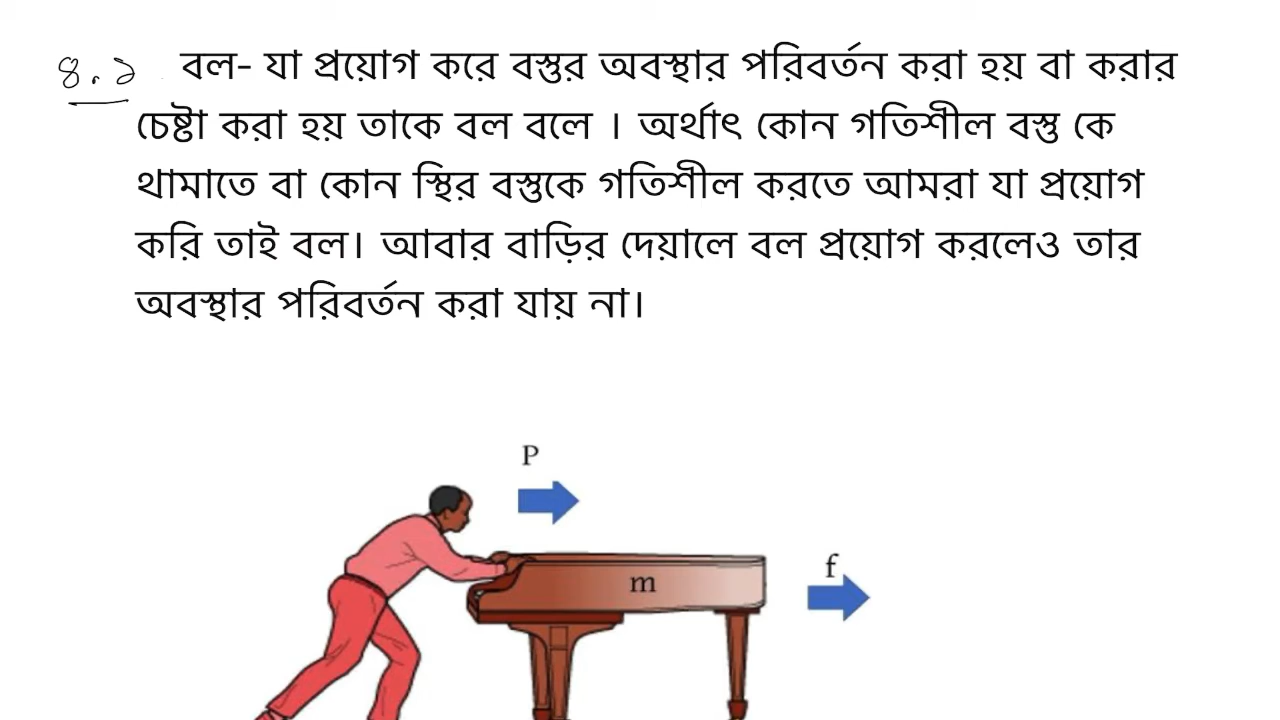 ৪.১ বল- যা প্রয়োগ করে বস্তুর অবস্থার পরিবর্তন করা হয় বা করার
চেষ্টা করা হয় তাকে বল বলে । অর্থাৎ কোন গতিশীল বস্তু কে
থামাতে বা কোন স্থির বস্তুকে গতিশীল করতে আমরা যা প্রয়োগ
করি তাই বল। আবার বাড়ির দেয়ালে বল প্রয়োগ করলেও তার
অবস্থার পরিবর্তন করা যায় না।
P
f
m